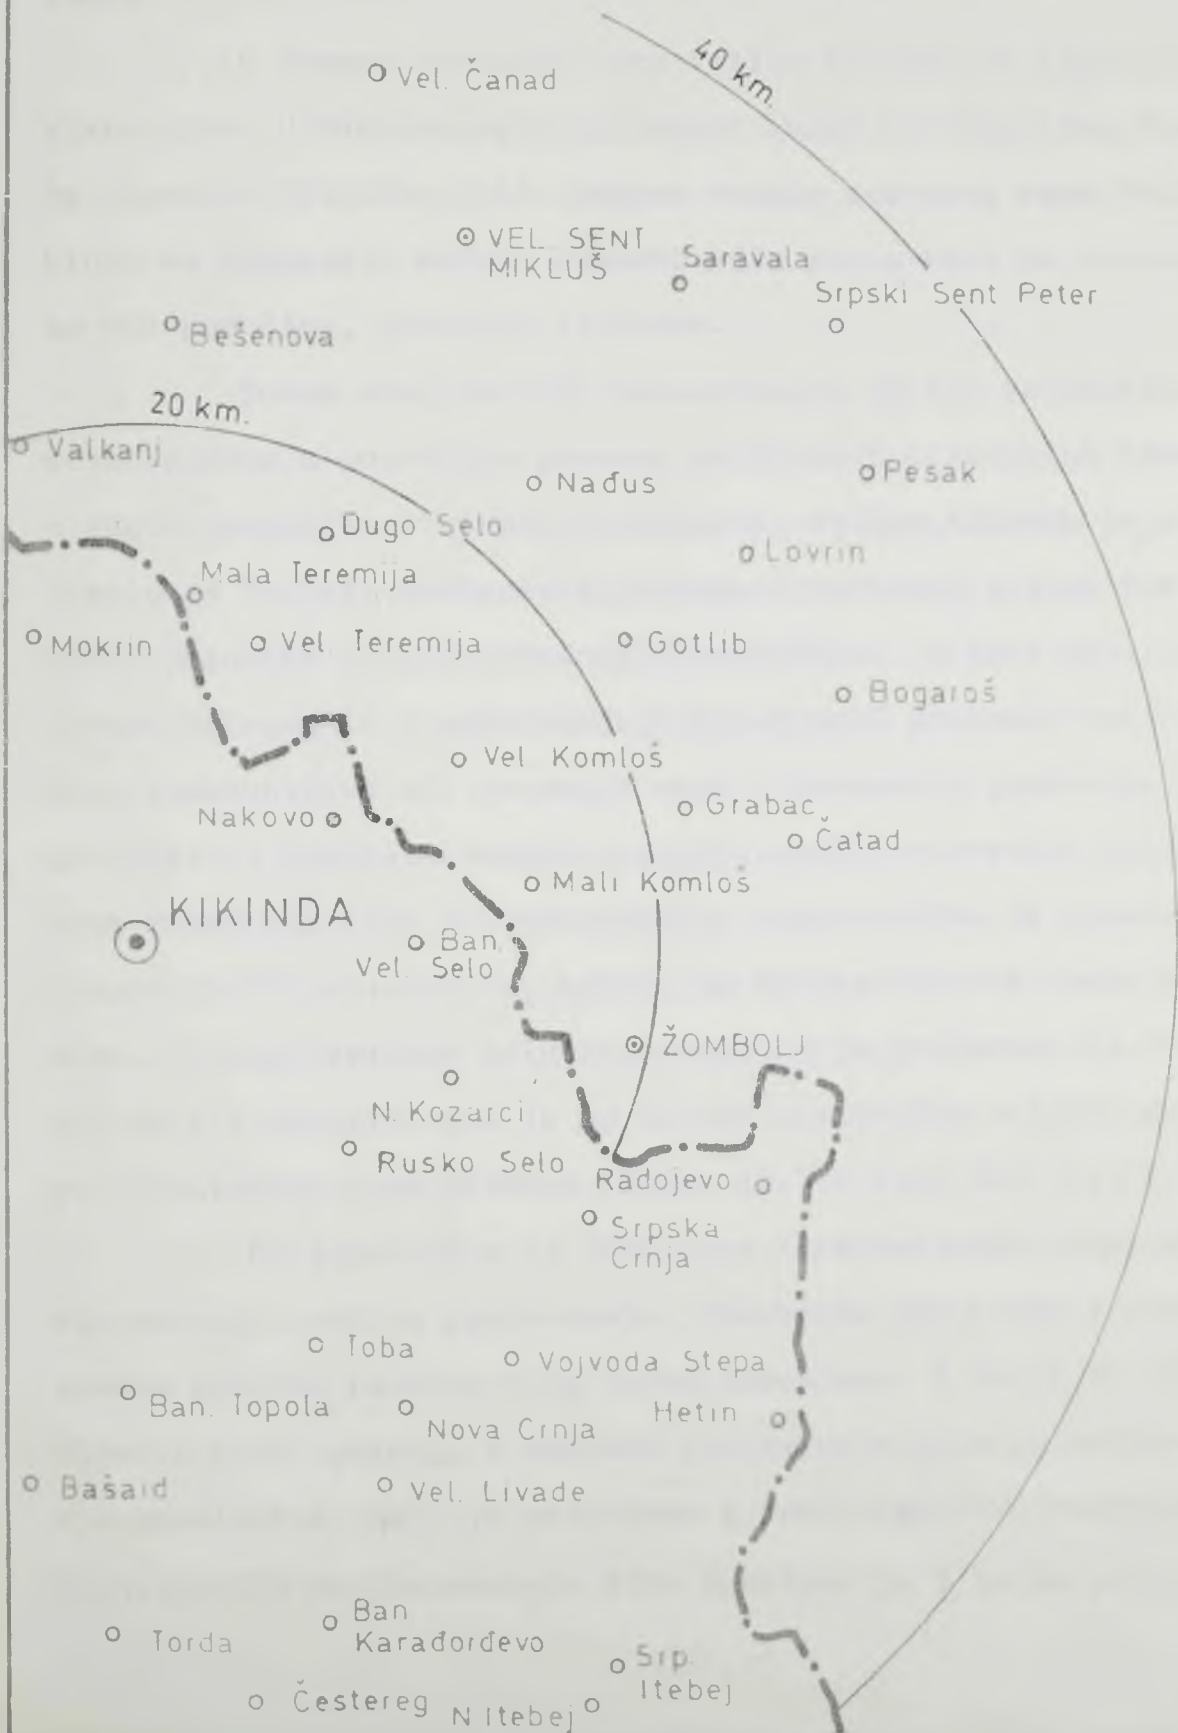 40 km.
Vel. Čanad
VEL. SENT
MIKLUŠ
Saravala
Srpski Sent Peter
Bešenova
20 km.
Valkanj
Nađus
Pesak
Dugo Selo
Lovrin
Mala Teremija
Mokrin
Vel. Teremija
Gotlib
Bogaroš
Vel. Komloš
Grabac
Nakovo
Čatad
Mali Komloš
KIKINDA
Ban.
Vel. Selo
ŽOMBOLJ
N. Kozarci
Rusko Selo
Radojevo
Srpska
Crnja
Toba
Vojvoda Stepa
Ban. Topola
Hetin
Nova Crnja
Bašaid
Vel. Livade
Ban
Karađorđevo
Torda
Srp.
Itebej
Čestereg
N Itebej